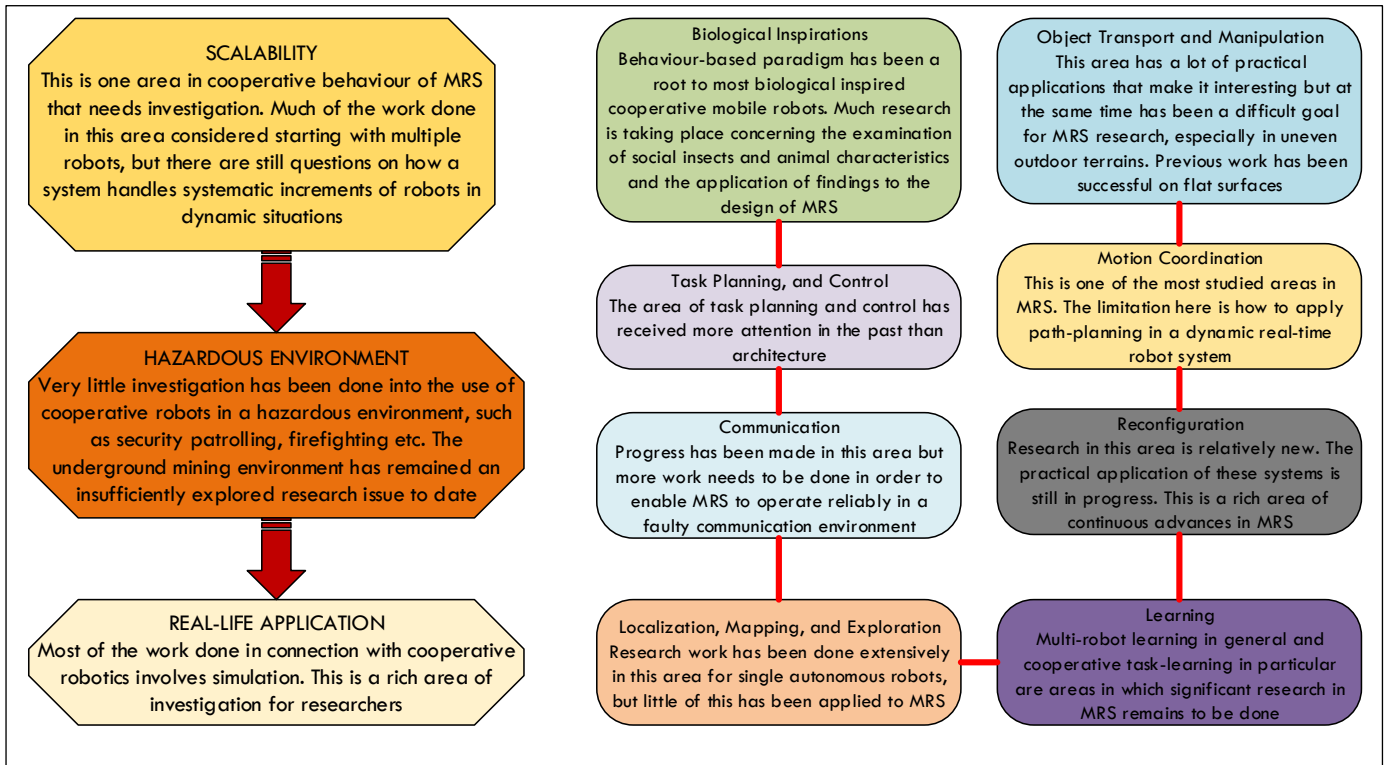 SCALABILITY
This is one area in cooperative behaviour of MRS
that needs investigation. Much of the work done
in this area considered starting with multiple
robots, but there are still questions on how a
system handles systematic increments of robots in
dynamic situations
HAZARDOUS ENVIRONMENT
Very little investigation has been done into the use of
cooperative robots in a hazardous environment, such
as security patrolling, firefighting etc. The
underground mining environment has remained an
insufficiently explored research issue to date
REAL-LIFE APPLICATION
Most of the work done in connection with cooperative
robotics involves simulation. This is a rich area of
investigation for researchers
Biological Inspirations
Behaviour-based paradigm has been a
root to most biological inspired
cooperative mobile robots. Much research
is taking place concerning the examination
of social insects and animal characteristics
and the application of findings to the
design of MRS
Task Planning, and Control
The area of task planning and control has
received more attention in the past than
architecture
Communication
Progress has been made in this area but
more work needs to be done in order to
enable MRS to operate reliably in a
faulty communication environment
Localization, Mapping, and Exploration
Research work has been done extensively
in this area for single autonomous robots,
but little of this has been applied to MRS
Object Transport and Manipulation
This area has a lot of practical
applications that make it interesting but at
the same time has been a difficult goal
for MRS research, especially in uneven
outdoor terrains. Previous work has been
successful on flat surfaces
Motion Coordination
This is one of the most studied areas in
MRS. The limitation here is how to apply
path-planning in a dynamic real-time
robot system
Reconfiguration
Research in this area is relatively new. The
practical application of these systems is
still in progress. This is a rich area of
continuous advances in MRS
Learning
Multi-robot learning in general and
cooperative task-learning in particular
are areas in which significant research in
MRS remains to be done